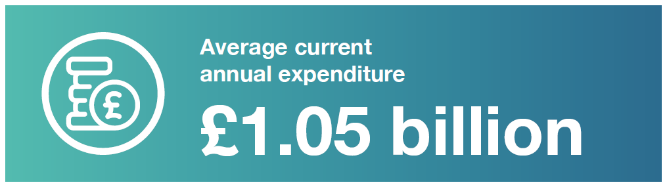 Average current
annual expenditure
£1.05 billion
£